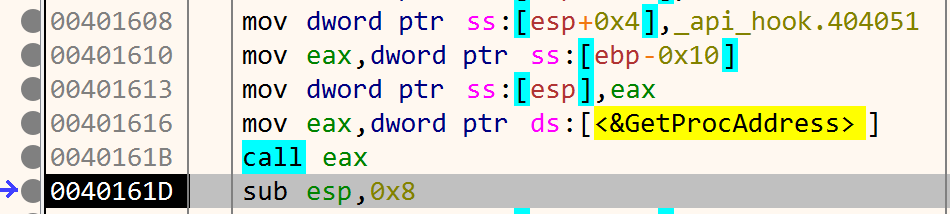 00401608 mov dword ptr ss:[esp+0x4],_api_hook.404051
00401610 mov eax,dword ptr ss:[ebp-0x10]
00401613 mov dword ptr ss:[esp],eax
00401616 mov eax,dword ptr ds:[<&GetProcAddress>]
0040161B call eax
0040161D sub esp,0x8